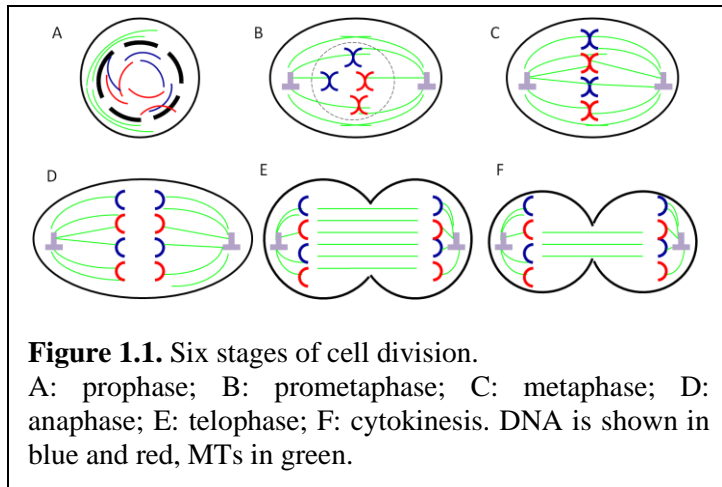 A
B
C
D
E
F
Figure 1.1. Six stages of cell division.
A: prophase; B: prometaphase; C: metaphase; D:
anaphase; E: telophase; F: cytokinesis. DNA is shown in
blue and red, MTs in green.